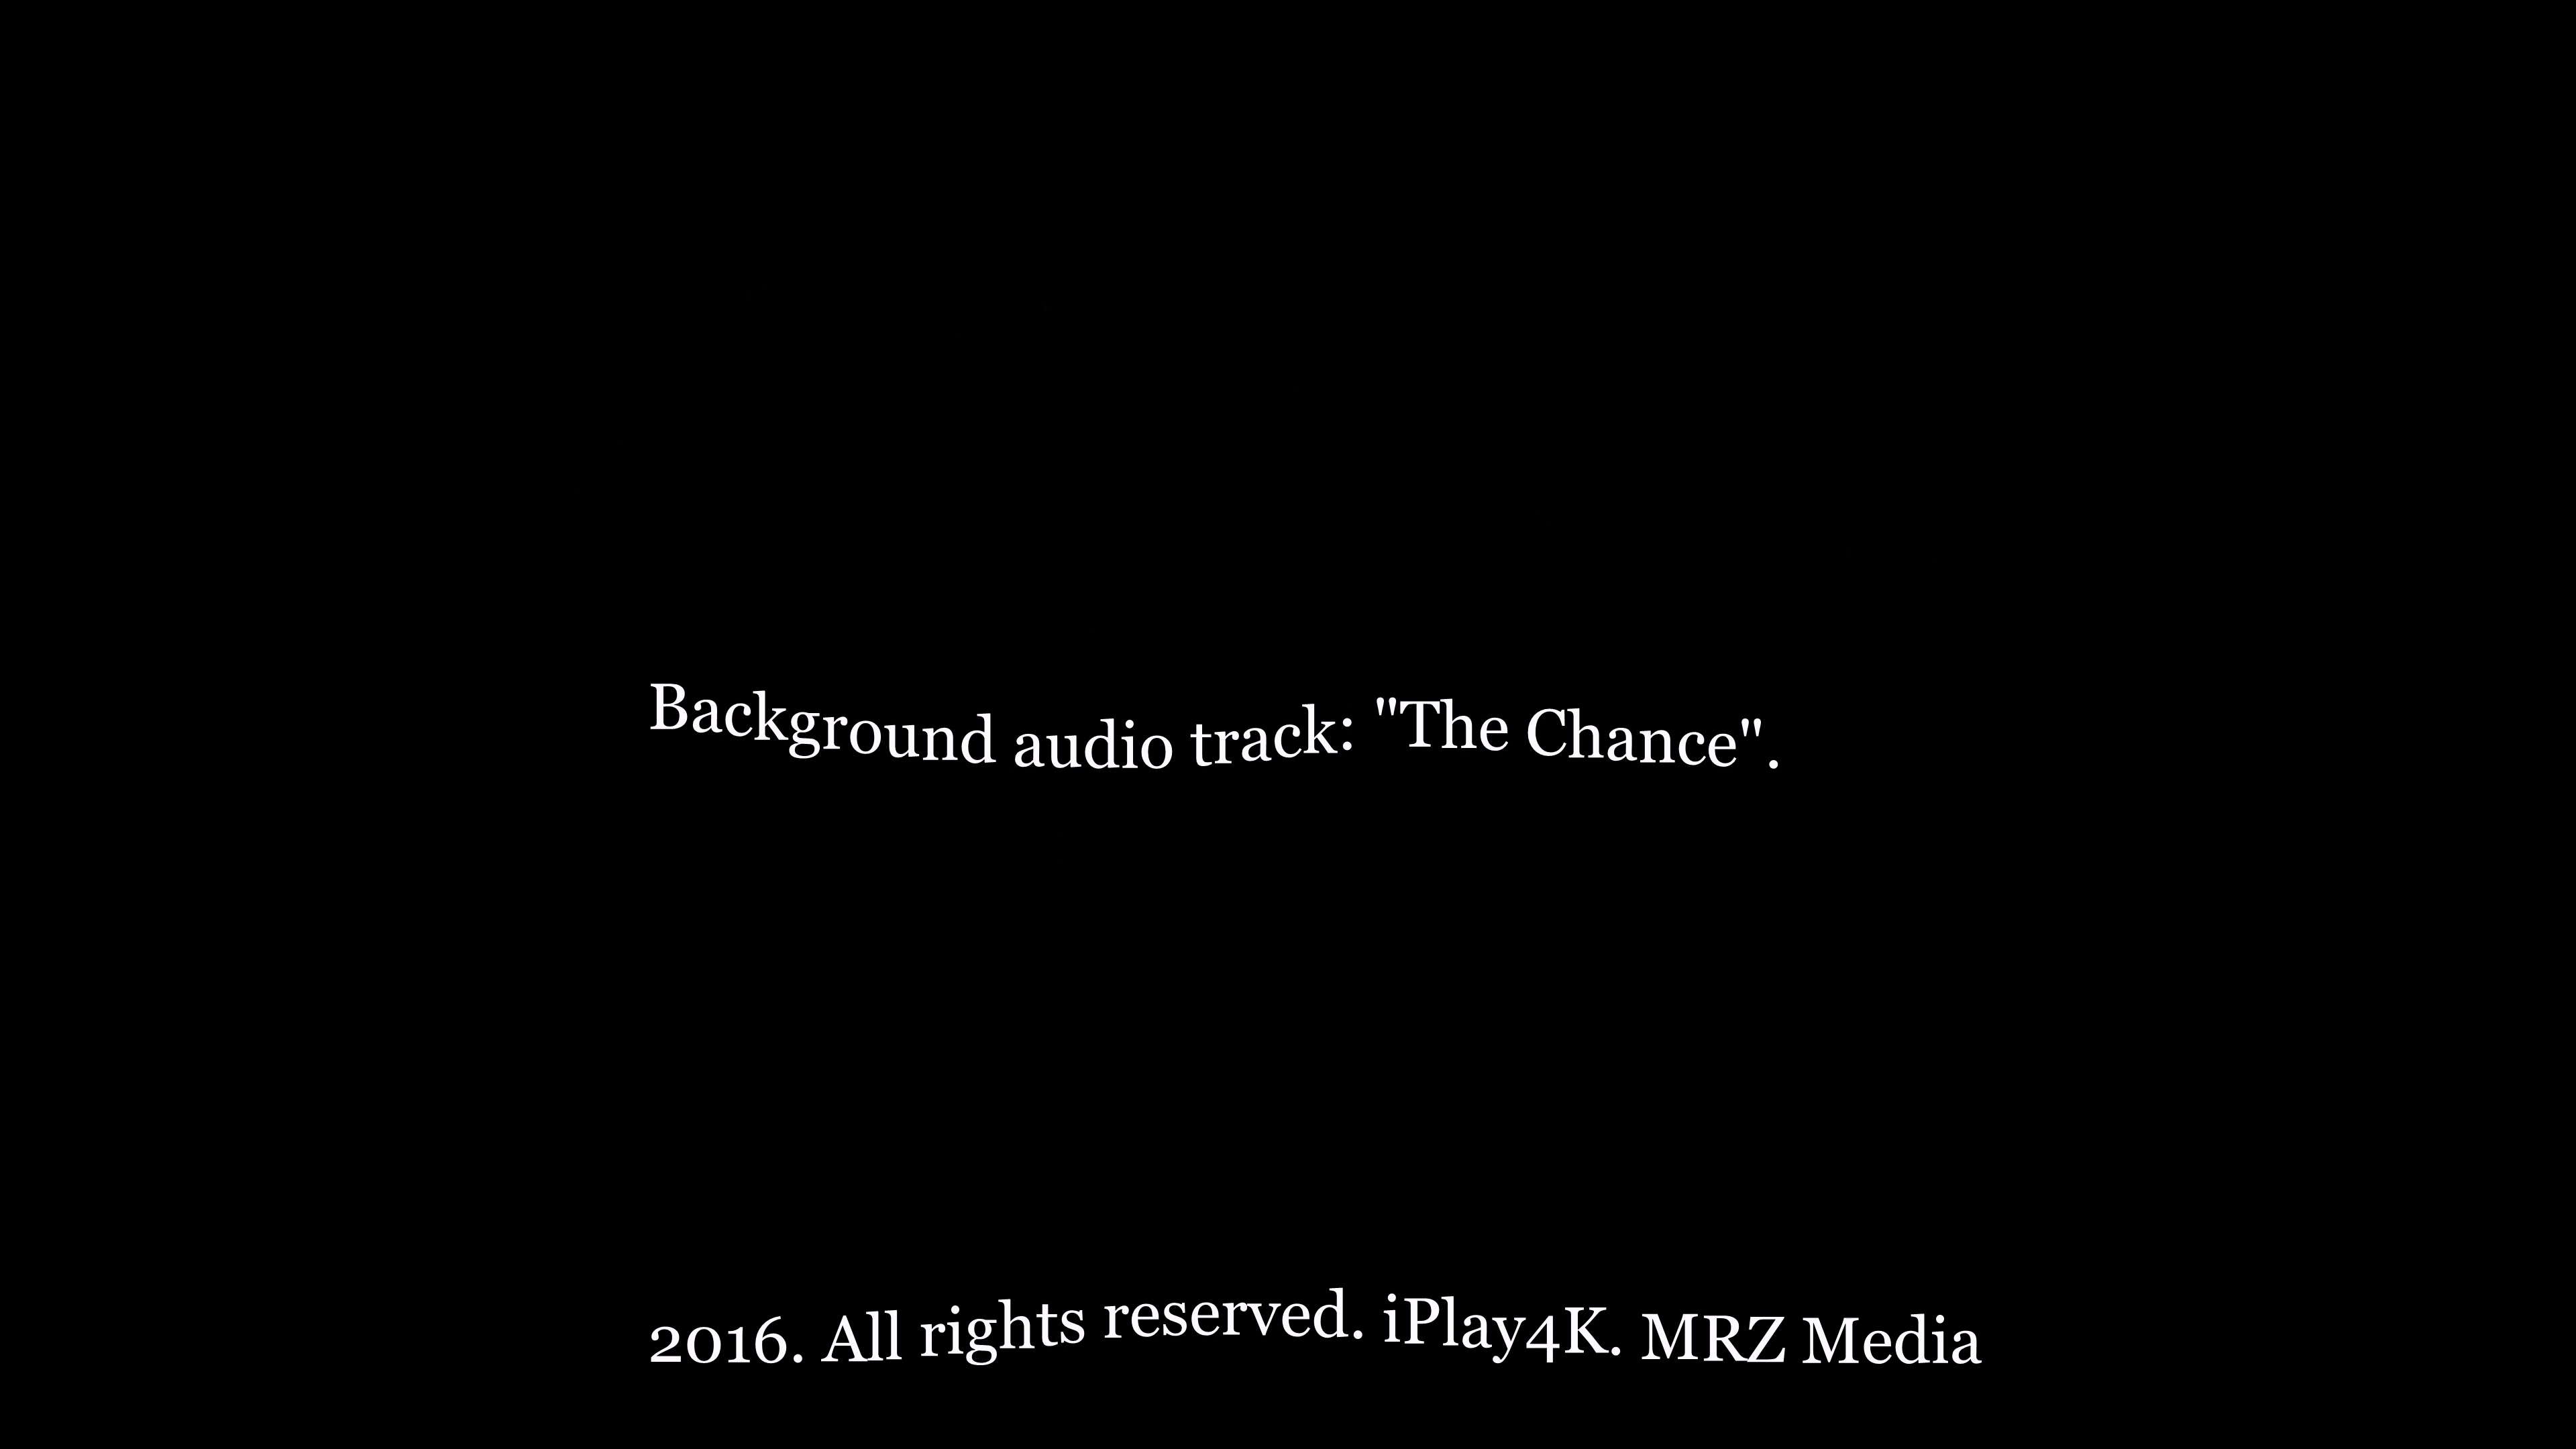 Background audio track: "The Chance".
2016. All rights reserved. iPlay4K. MRZ Media